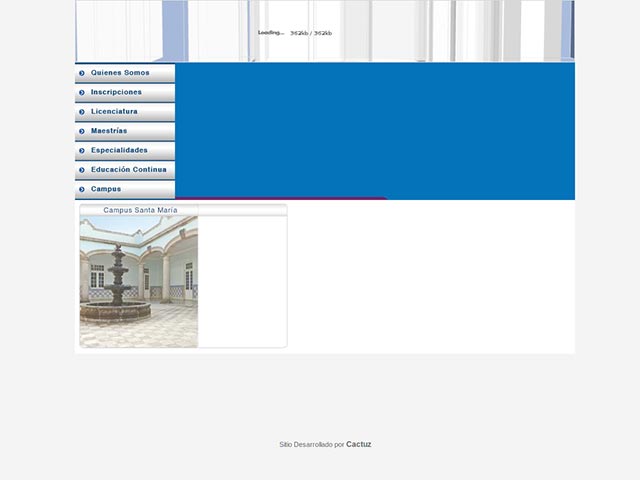 Loading... 362kb / 362kb
Quienes Somos
Inscripciones
Licenciatura
Maestrías
Especialidades
Educación Continua
Campus
Campus Santa María
Sitio Desarrollado por Cactuz